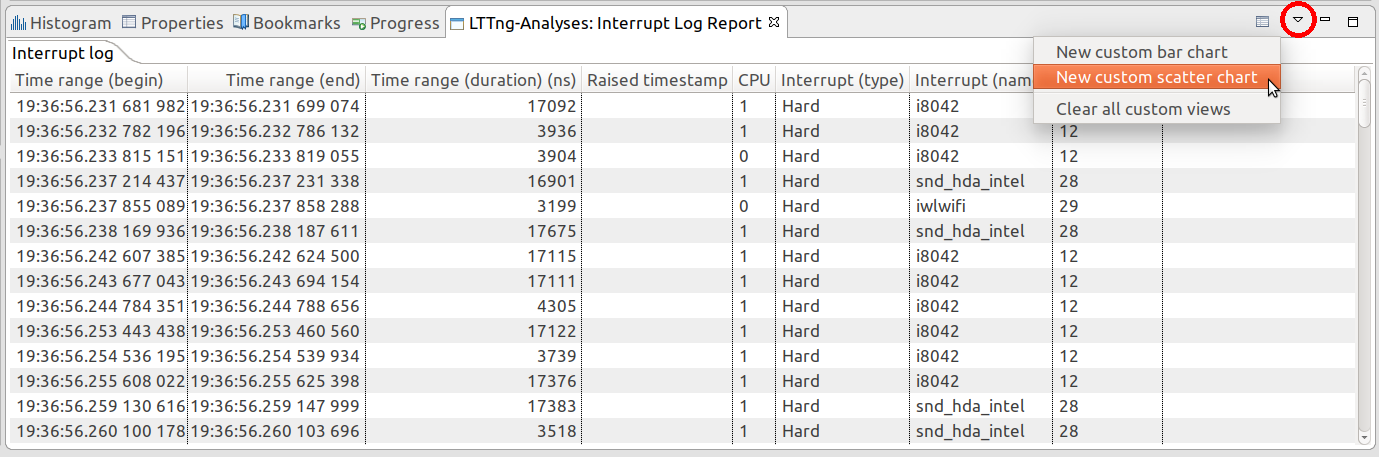 Histogram Properties Bookmarks Progress LTTng-Analyses: Interrupt Log Report
Interrupt log
New custom bar chart
New custom scatter chart
Clear all custom views
Time range (begin) Time range (end) Time range (duration) (ns) Raised timestamp CPU Interrupt (type) Interrupt (nam
19:36:56.231 681 982 19:36:56.231 699 074 17092 1 Hard i8042
19:36:56.232 782 196 19:36:56.232 786 132 3936 1 Hard i8042 12
19:36:56.233 815 151 19:36:56.233 819 055 3904 0 Hard i8042 12
19:36:56.237 214 437 19:36:56.237 231 338 16901 1 Hard snd_hda_intel 28
19:36:56.237 855 089 19:36:56.237 858 288 3199 0 Hard iwlwifi 29
19:36:56.238 169 936 19:36:56.238 187 611 17675 1 Hard snd_hda_intel 28
19:36:56.242 607 385 19:36:56.242 624 500 17115 1 Hard i8042 12
19:36:56.243 677 043 19:36:56.243 694 154 17111 1 Hard i8042 12
19:36:56.244 784 351 19:36:56.244 788 656 4305 1 Hard i8042 12
19:36:56.253 443 438 19:36:56.253 460 560 17122 1 Hard i8042 12
19:36:56.254 536 195 19:36:56.254 539 934 3739 1 Hard i8042 12
19:36:56.255 608 022 19:36:56.255 625 398 17376 1 Hard i8042 12
19:36:56.259 130 616 19:36:56.259 147 999 17383 1 Hard snd_hda_intel 28
19:36:56.260 100 178 19:36:56.260 103 696 3518 1 Hard snd_hda_intel 28